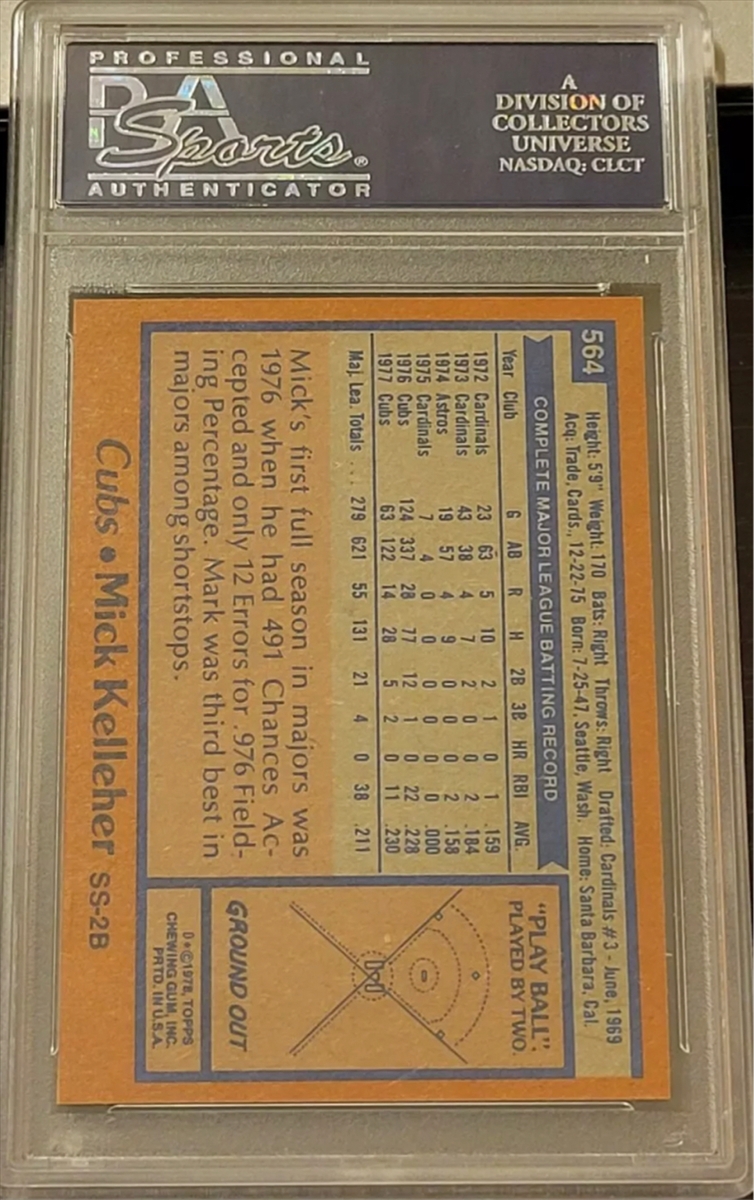 PROFESSIONAL
PSA
Sports®
AUTHENTICATOR
A
DIVISION OF
COLLECTORS
UNIVERSE
NASDAQ: CLCT
564
Height: 5'9" Weight: 170 Bats: Right Throws: Right Drafted: Cardinals #3 - June, 1969
Acq: Trade, Cards., 12-22-75 Born: 7-25-47, Seattle, Wash. Home: Santa Barbara, Cal.
COMPLETE MAJOR LEAGUE BATTING RECORD
Year Club G AB R H 2B 3B HR RBI AVG.
1972 Cardinals 23 63 5 10 2 1 0 1 .159
1973 Cardinals 43 38 4 7 2 0 0 2 .184
1974 Astros 19 57 4 9 0 0 0 2 .158
1975 Cardinals 7 4 0 0 0 0 0 0 .000
1976 Cubs 124 337 28 77 12 1 0 22 .228
1977 Cubs 63 122 14 28 5 2 0 11 .230
Maj. Lea. Totals ... 279 621 55 131 21 4 0 38 .211
Mick's first full season in majors was
1976 when he had 491 Chances Ac-
cepted and only 12 Errors for .976 Field-
ing Percentage. Mark was third best in
majors among shortstops.
"PLAY BALL"
PLAYED BY TWO.
GROUND OUT
D★©1978, TOPPS
CHEWING GUM, INC.
PRTD. IN U.S.A.
Cubs • Mick Kelleher SS-2B